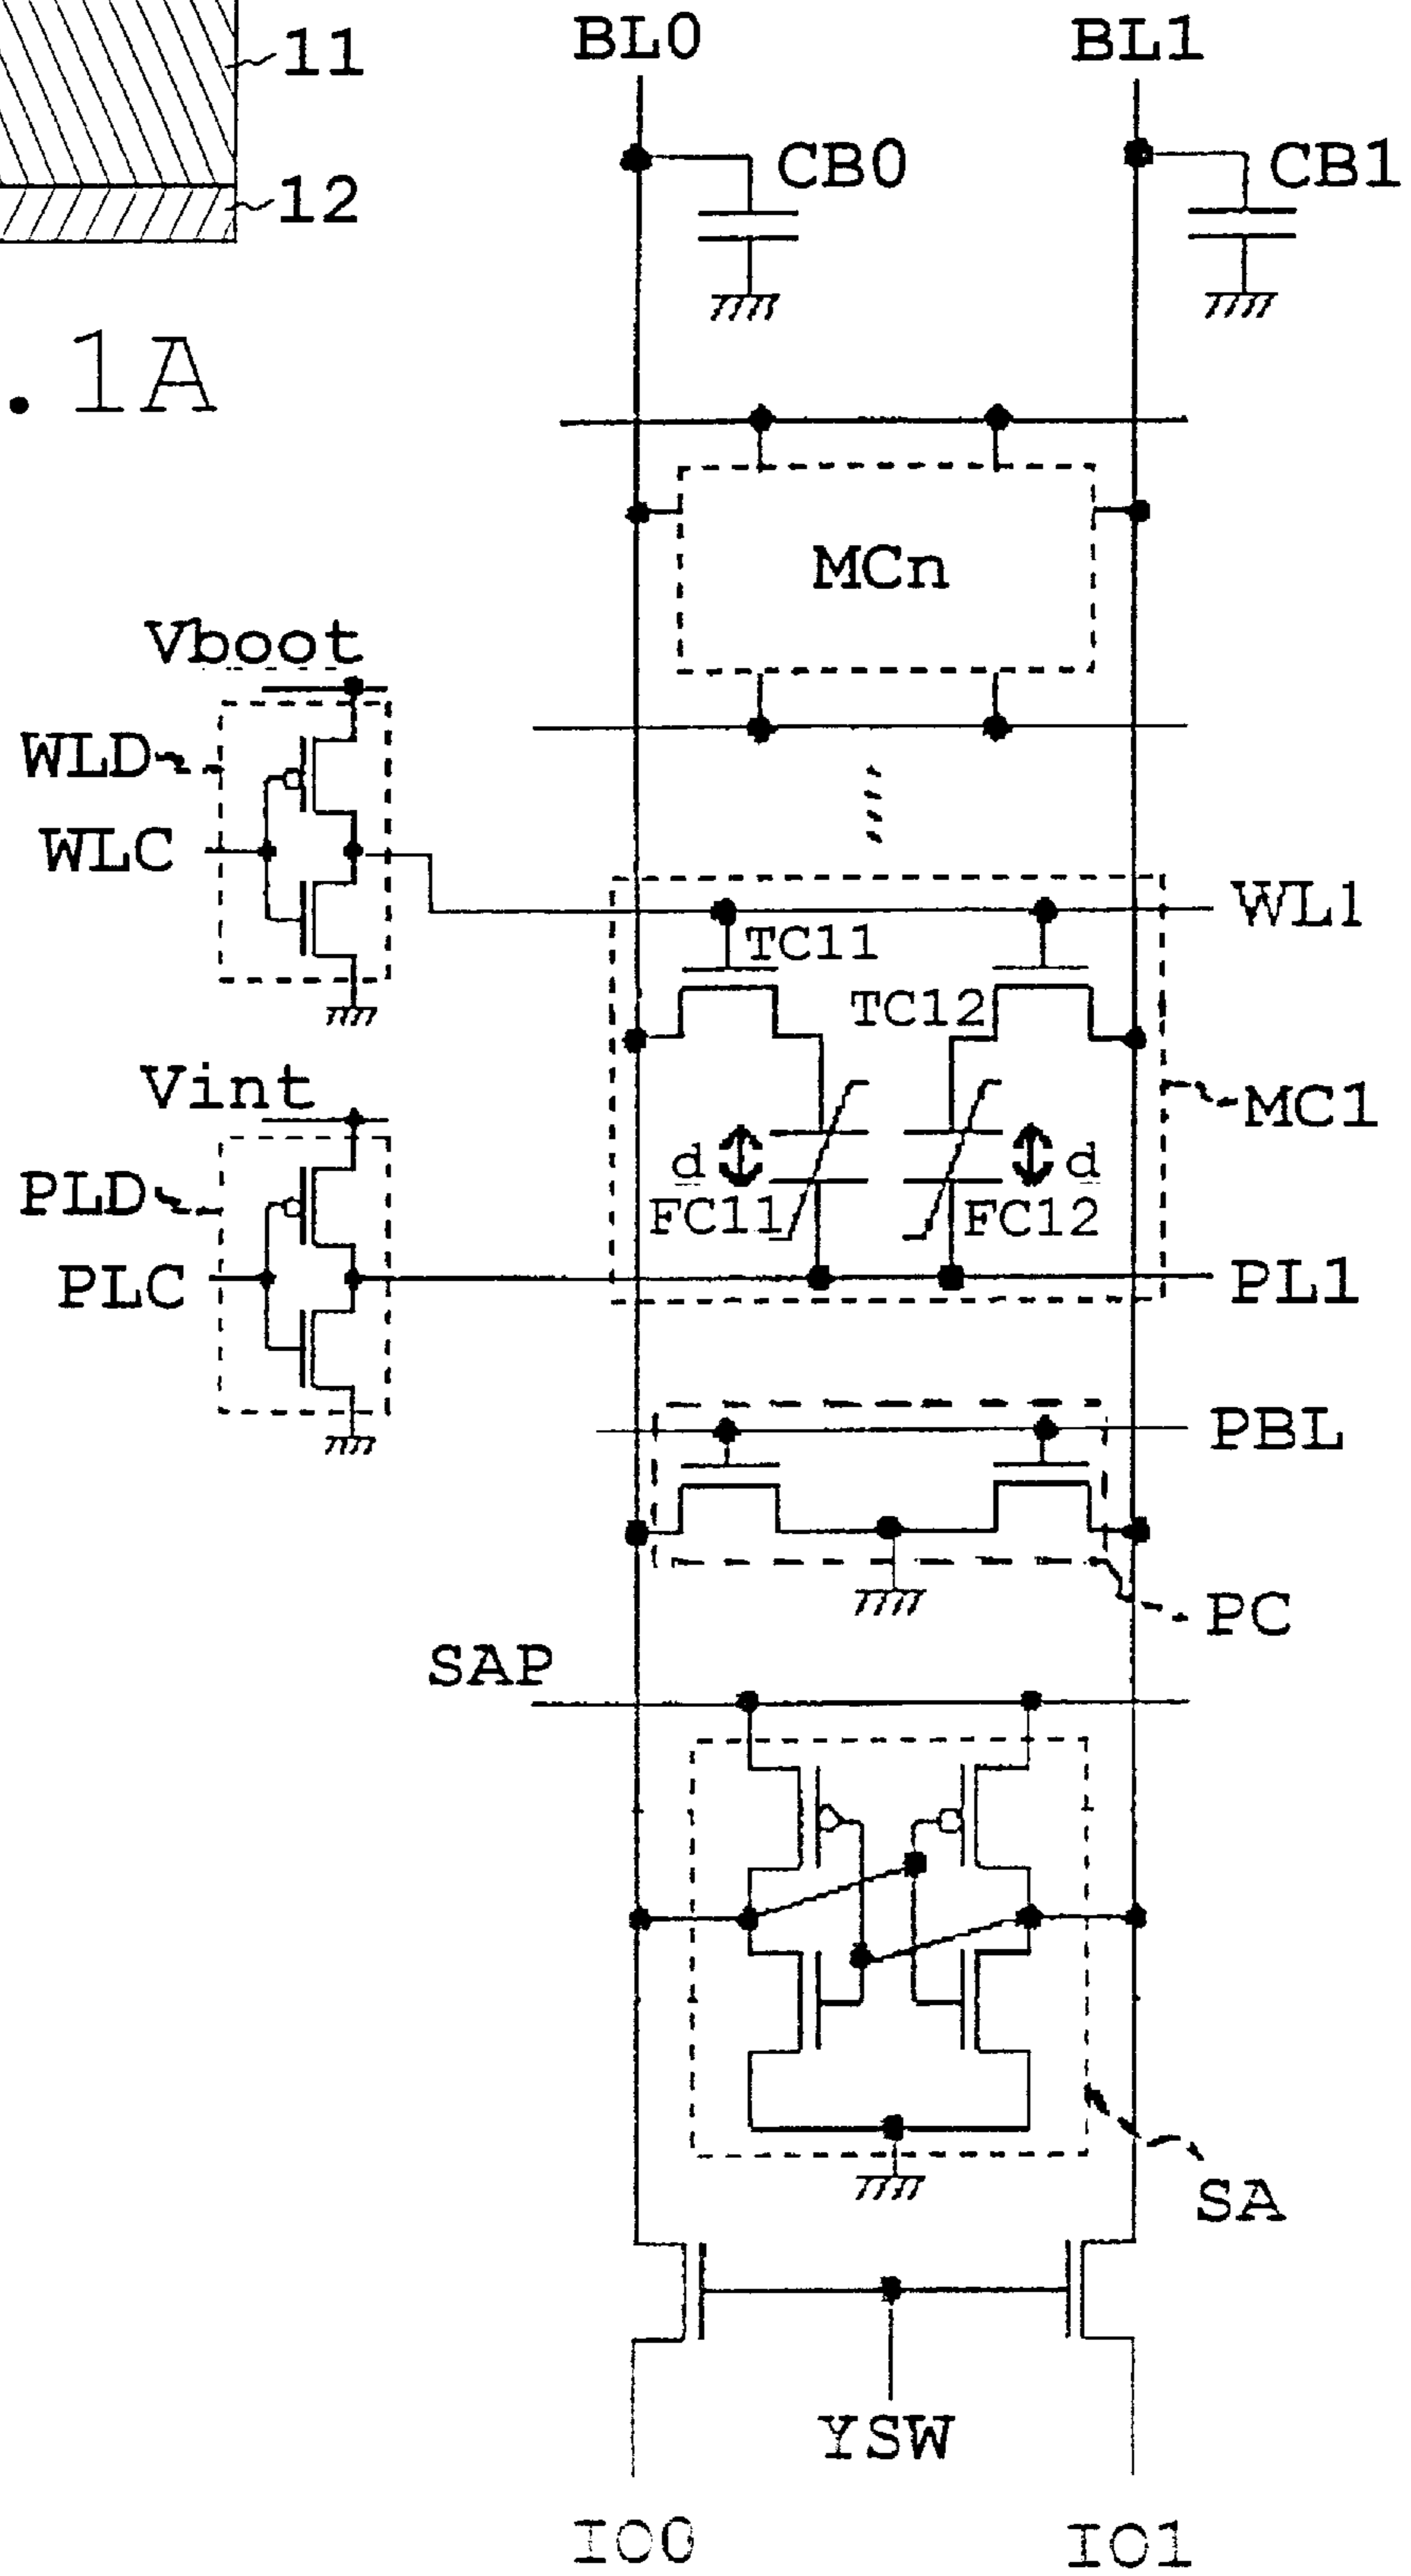 11
12
.1A
BL0
BL1
CB0
CB1
MCn
Vboot
WLD
WLC
WL1
TC11
TC12
Vint
MC1
d
d
PLD
FC11
FC12
PLC
PL1
PBL
PC
SAP
SA
YSW
IO0
IO1